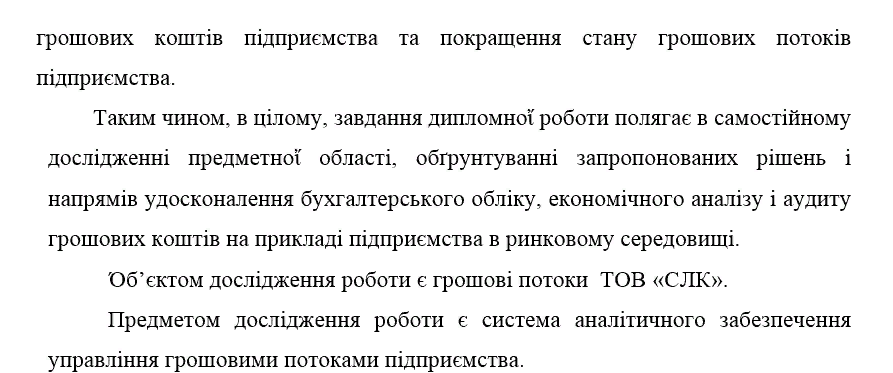 грошових коштів підприємства та покращення стану грошових потоків
підприємства.
Таким чином, в цілому, завдання дипломної роботи полягає в самостійному
дослідженні предметної області, обґрунтуванні запропонованих рішень і
напрямів удосконалення бухгалтерського обліку, економічного аналізу і аудиту
грошових коштів на прикладі підприємства в ринковому середовищі.
Об’єктом дослідження роботи є грошові потоки  ТОВ «СЛК».
Предметом дослідження роботи є система аналітичного забезпечення
управління грошовими потоками підприємства.